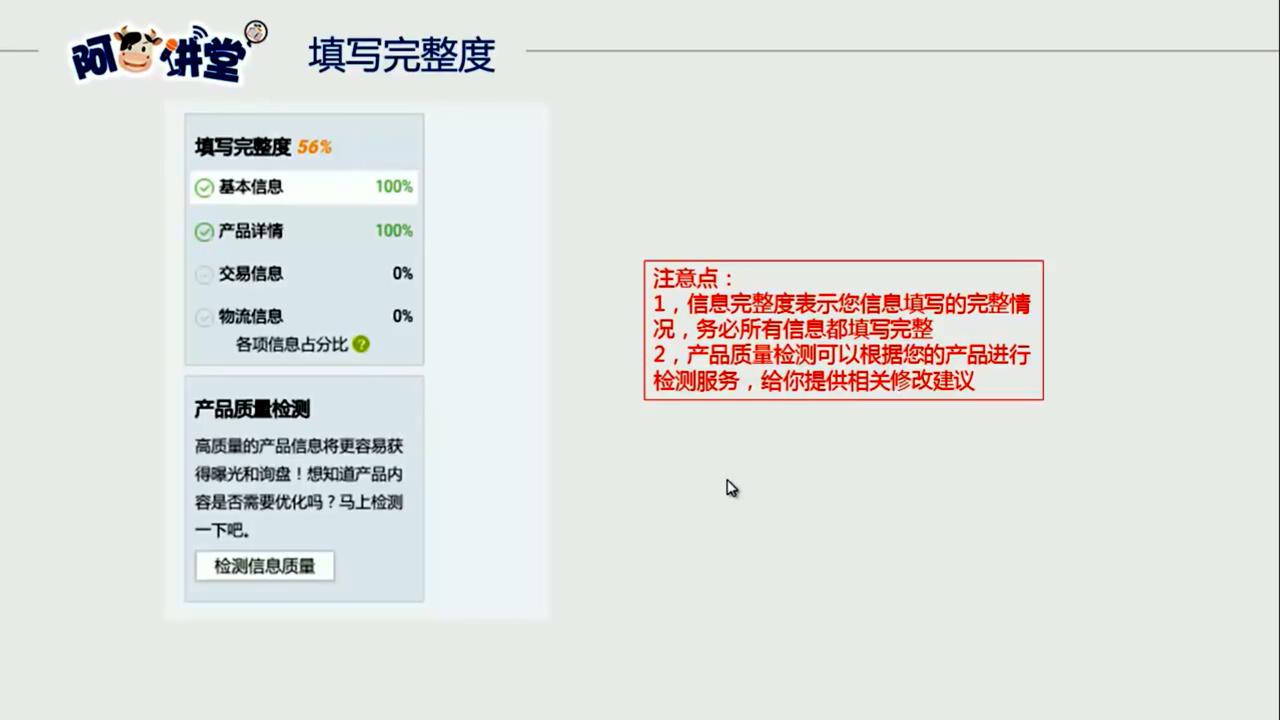 阿牛讲堂
填写完整度
填写完整度 56%
基本信息 100%
产品详情 100%
交易信息 0%
物流信息 0%
各项信息占分比 ?
产品质量检测
高质量的产品信息将更容易获
得曝光和询盘！想知道产品内
容是否需要优化吗？马上检测
一下吧。
检测信息质量
注意点：
1，信息完整度表示您信息填写的完整情
况，务必所有信息都填写完整
2，产品质量检测可以根据您的产品进行
检测服务，给你提供相关修改建议